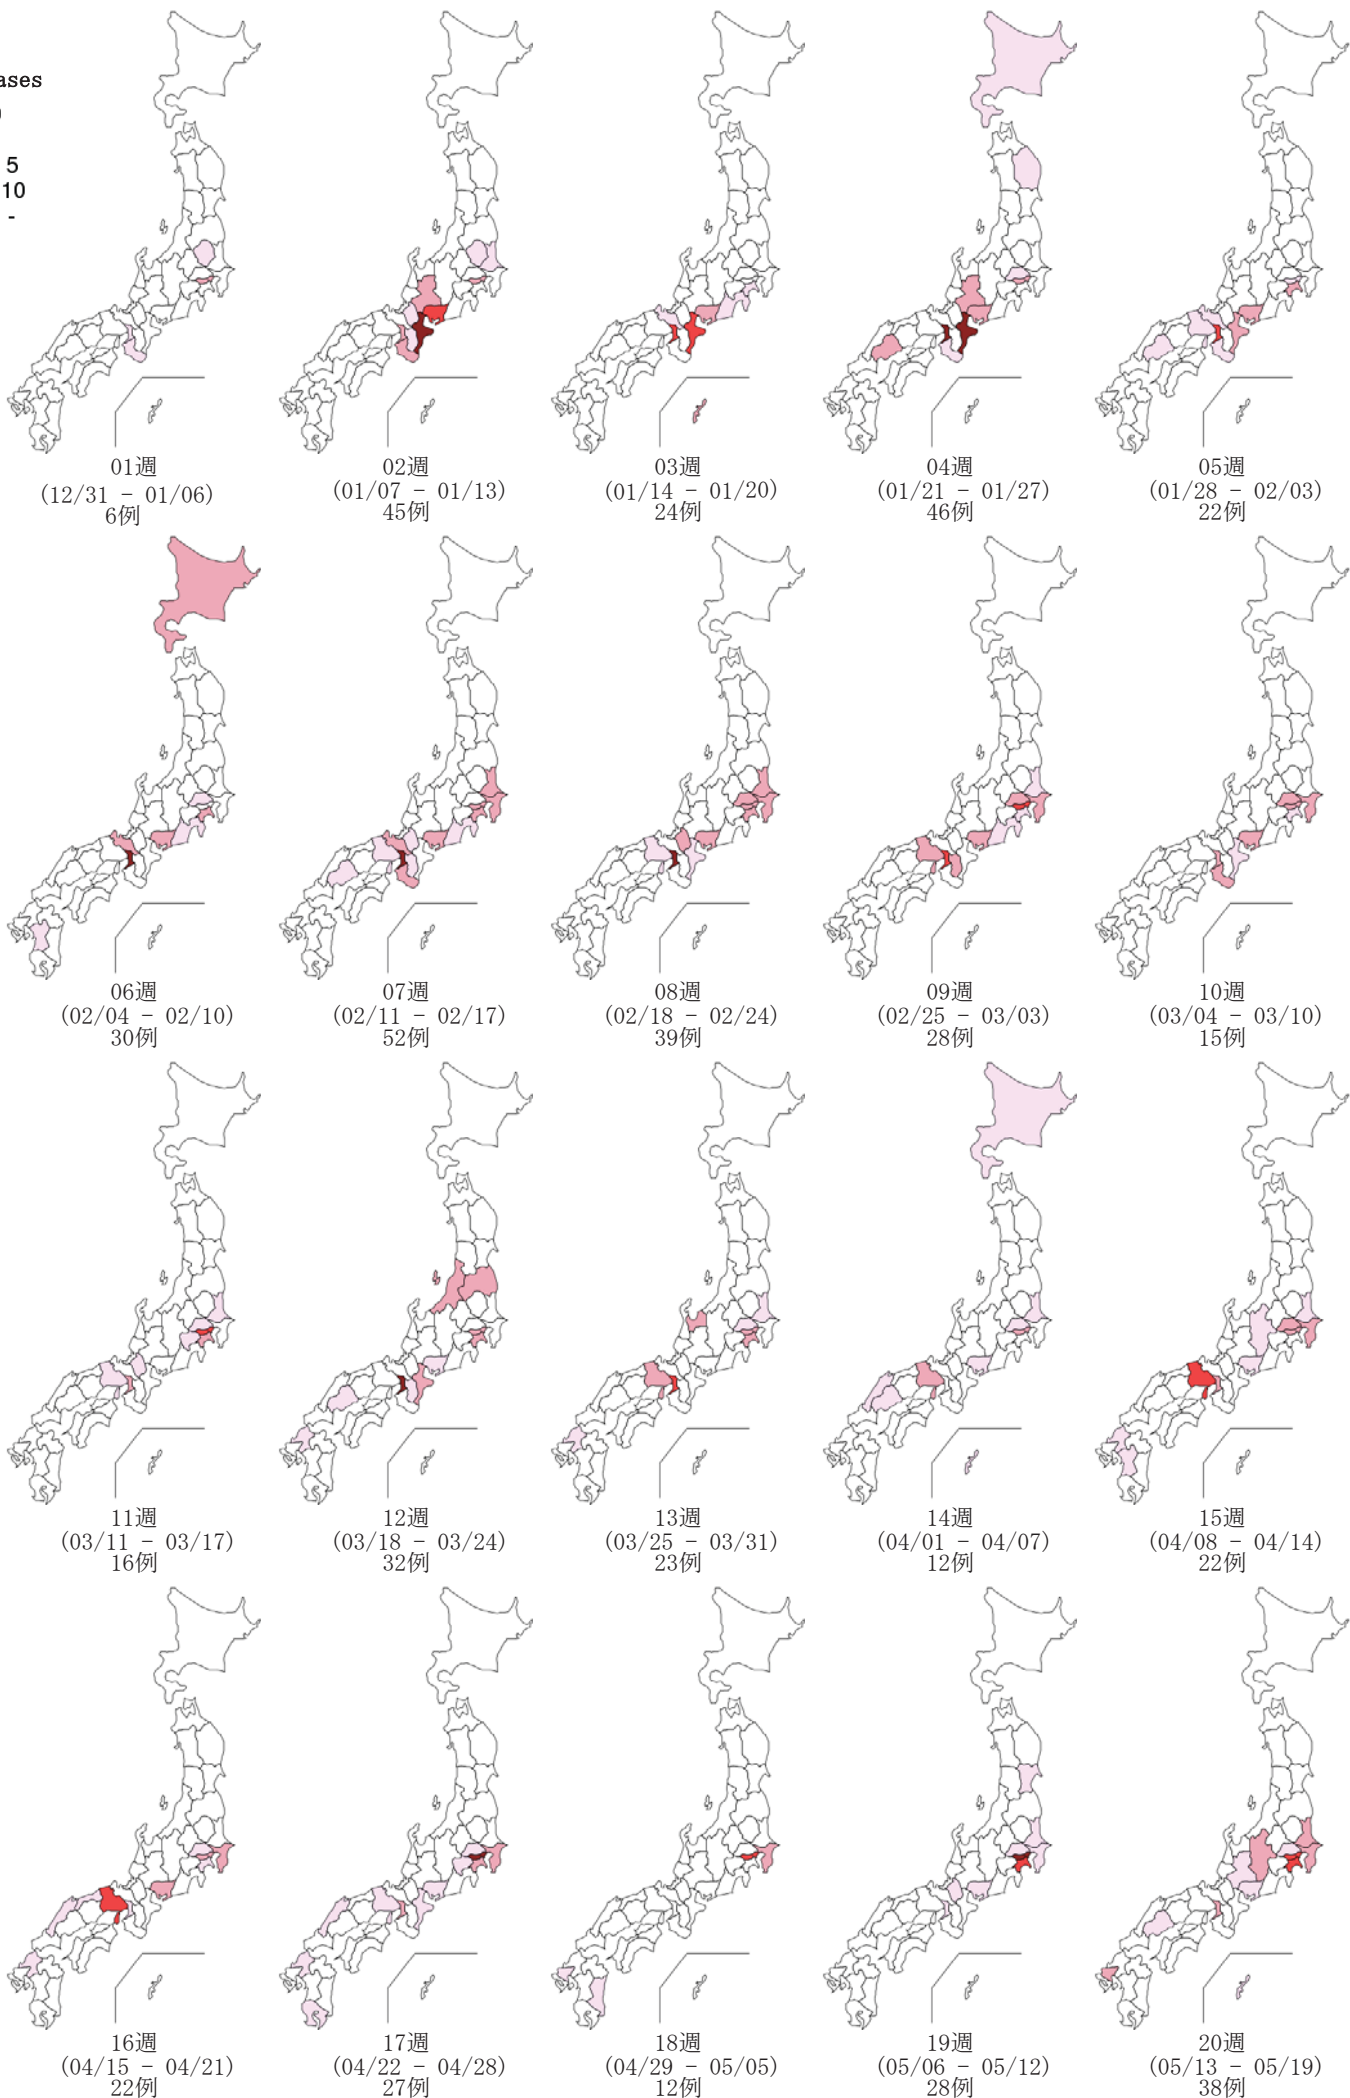 ases
5
10
-
01週
(12/31 - 01/06)
6例
02週
(01/07 - 01/13)
45例
03週
(01/14 - 01/20)
24例
04週
(01/21 - 01/27)
46例
05週
(01/28 - 02/03)
22例
06週
(02/04 - 02/10)
30例
07週
(02/11 - 02/17)
52例
08週
(02/18 - 02/24)
39例
09週
(02/25 - 03/03)
28例
10週
(03/04 - 03/10)
15例
11週
(03/11 - 03/17)
16例
12週
(03/18 - 03/24)
32例
13週
(03/25 - 03/31)
23例
14週
(04/01 - 04/07)
12例
15週
(04/08 - 04/14)
22例
16週
(04/15 - 04/21)
22例
17週
(04/22 - 04/28)
27例
18週
(04/29 - 05/05)
12例
19週
(05/06 - 05/12)
28例
20週
(05/13 - 05/19)
38例